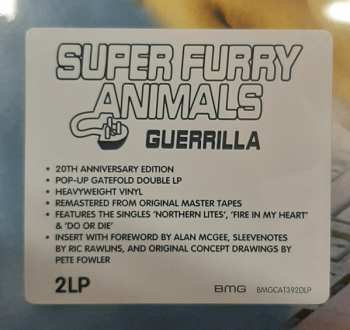 SUPER FURRY
ANIMALS
GUERRILLA
• 20TH ANNIVERSARY EDITION
• POP-UP GATEFOLD DOUBLE LP
• HEAVYWEIGHT VINYL
• REMASTERED FROM ORIGINAL MASTER TAPES
• FEATURES THE SINGLES 'NORTHERN LITES', 'FIRE IN MY HEART'
& 'DO OR DIE'
• INSERT WITH FOREWORD BY ALAN MCGEE, SLEEVENOTES
BY RIC RAWLINS, AND ORIGINAL CONCEPT DRAWINGS BY
PETE FOWLER
2LP BMG BMGCAT392DLP